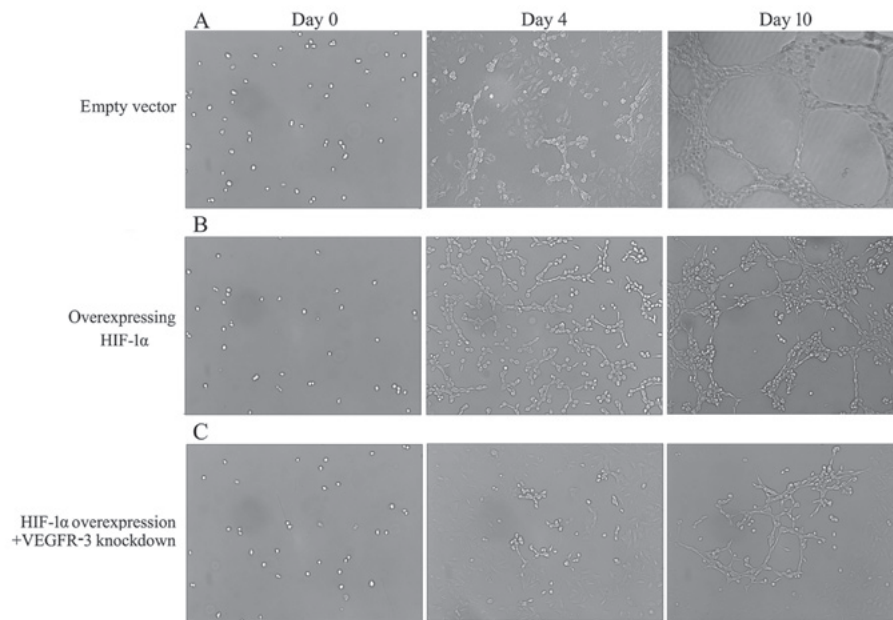 A
Day 0
Day 4
Day 10
Empty vector
B
Overexpressing
HIF-1α
C
HIF-1α overexpression
+VEGFR-3 knockdown